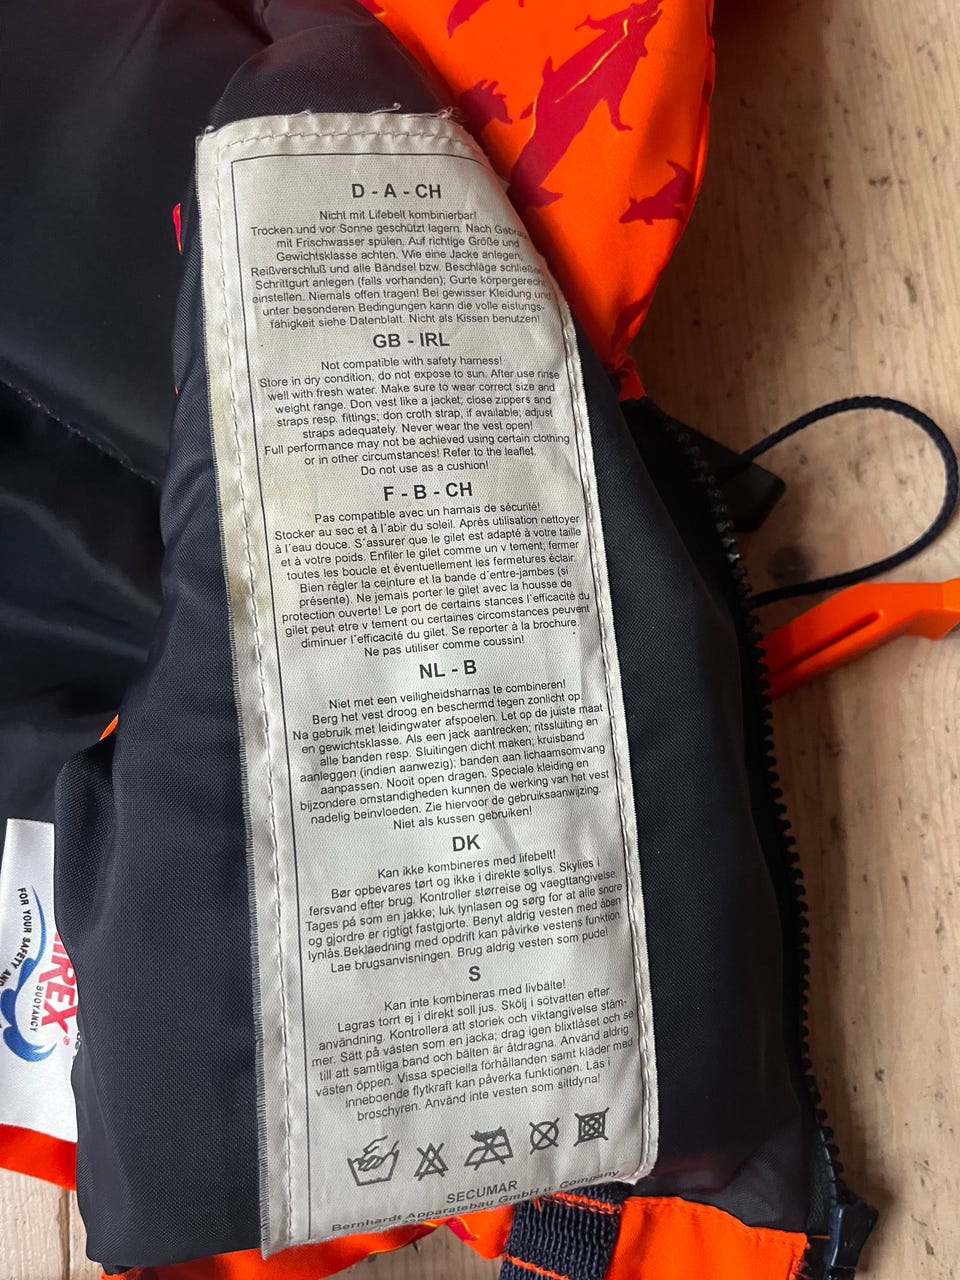 D - A - CH
Nicht mit Lifebelt kombinierbar!
Trocken und vor Sonne geschützt lagern. Nach Gebrau
mit Frischwasser spülen. Auf richtige Größe und
Gewichtsklasse achten. Wie eine Jacke anlegen,
Reißverschluß und alle Bändsel bzw. Beschläge schließen
Schrittgurt anlegen (falls vorhanden); Gurte körpergerecht
einstellen. Niemals offen tragen! Bei gewisser Kleidung und
unter besonderen Bedingungen kann die volle eistungs-
fähigkeit siehe Datenblatt. Nicht als Kissen benutzen!
GB - IRL
Not compatible with safety harness!
Store in dry condition, do not expose to sun. After use rinse
well with fresh water. Make sure to wear correct size and
weight range. Don vest like a jacket; close zippers and
straps resp. fittings; don croth strap, if available; adjust
straps adequately. Never wear the vest open!
Full performance may not be achieved using certain clothing
or in other circumstances! Refer to the leaflet.
Do not use as a cushion!
F - B - CH
Pas compatible avec un harnais de sécurité!
Stocker au sec et à l´abir du soleil. Après utilisation nettoyer
à l´eau douce. S´assurer que le gilet est adapté à votre taille
et à votre poids. Enfiler le gilet comme un v tement; fermer
toutes les boucle et éventuellement les fermetures éclair.
Bien régler la ceinture et la bande d´entre-jambes (si
présente). Ne jamais porter le gilet avec la housse de
protection ouverte! Le port de certains stances l´efficacité du
gilet peut etre v tement ou certaines circomstances peuvent
diminuer l´efficacité du gilet. Se reporter à la brochure.
Ne pas utiliser comme coussin!
NL - B
Niet met een veiligheidsharnas te combineren!
Berg het vest droog en beschermd tegen zonlicht op.
Na gebruik met leidingwater afspoelen. Let op de juiste maat
en gewichtsklasse. Als een jack aantrecken; ritssluiting en
alle banden resp. Sluitingen dicht maken; kruisband
aanleggen (indien aanwezig); banden aan lichaamsomvang
aanpassen. Nooit open dragen. Speciale kleiding en
bijzondere omstandigheden kunnen de werking van het vest
nadelig beinvloeden. Zie hiervoor de gebruiksaanwijzing.
Niet als kussen gebruiken!
DK
Kan ikke kombineres med lifebelt!
Bør opbevares tørt og ikke i direkte sollys. Skylies i
fersvand efter brug. Kontroller størreise og vaegttangivelse
Tages på som en jakke; luk lynlasen og sørg for at alle snore
og gjordre er rigtigt fastgjorte. Benyt aldrig vesten med åben
lynlås.Beklaedning med opdrift kan påvirke vestens funktion.
Lae brugsanvisningen. Brug aldrig vesten som pude!
S
Kan inte kombineras med livbälte!
Lagras torrt ej i direkt soll jus. Skölj i sötvatten efter
användning. Kontrollera att storiek och viktangivelse stäm-
mer. Sätt på västen som en jacka; drag igen blixtlåset och se
till att samtliga band och bälten är åtdragna. Använd aldrig
västen öppen. Vissa speciella förhållanden samt kläder med
inneboende flytkraft kan påverka funktionen. Läs i
broschyren. Använd inte vesten som sittdyna!
SECUMAR
Bernhardt Apparatebau GmbH u. Company
FOR YOUR SAFETY AND
IREX
BUOYANCY